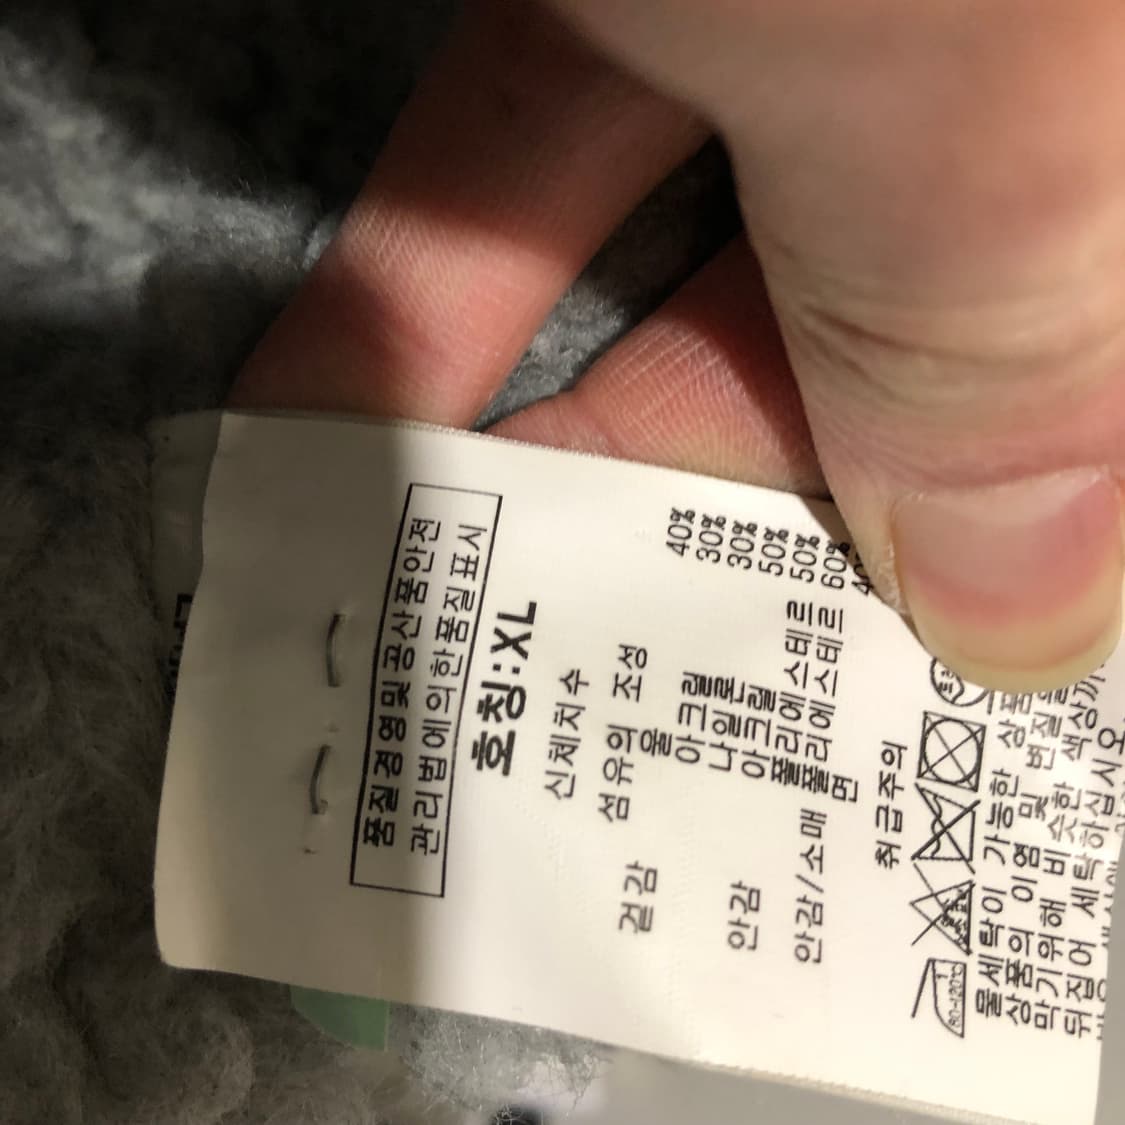 품질경영및공산품안전
관리법에의한품질표시
호칭:XL
신체치수
섬유의 조성
겉감 울 40%
아크릴 30%
나일론 30%
안감 아크릴 50%
폴리에스테르 50%
안감/소매 폴리에스테르 60%
면
취급주의
80~120℃
물세탁이 가능한
상품의 이염 및
막기위해 비슷한 색상끼
뒤집어 세탁하십시오